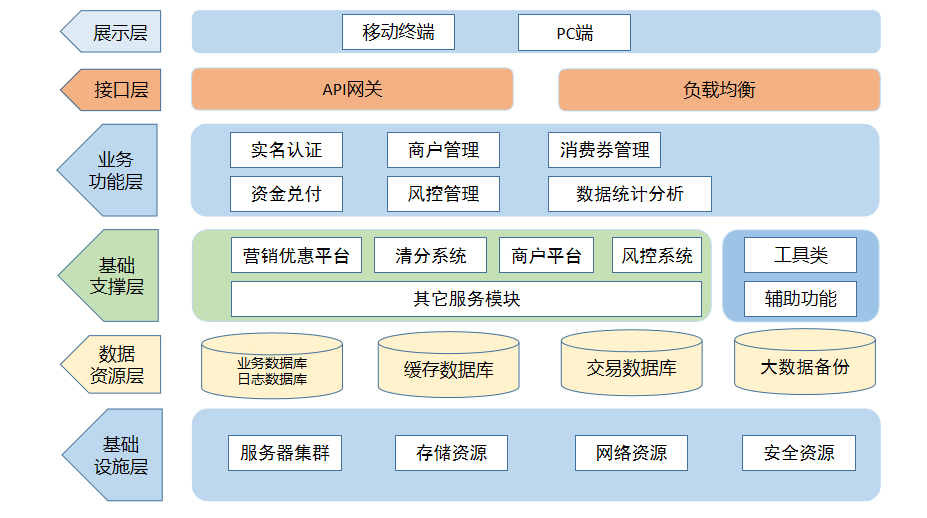 展示层
移动终端
PC端
接口层
API网关
负载均衡
业务
功能层
实名认证
商户管理
消费券管理
资金兑付
风控管理
数据统计分析
基础
支撑层
营销优惠平台
清分系统
商户平台
风控系统
其它服务模块
工具类
辅助功能
数据
资源层
业务数据库
日志数据库
缓存数据库
交易数据库
大数据备份
基础
设施层
服务器集群
存储资源
网络资源
安全资源